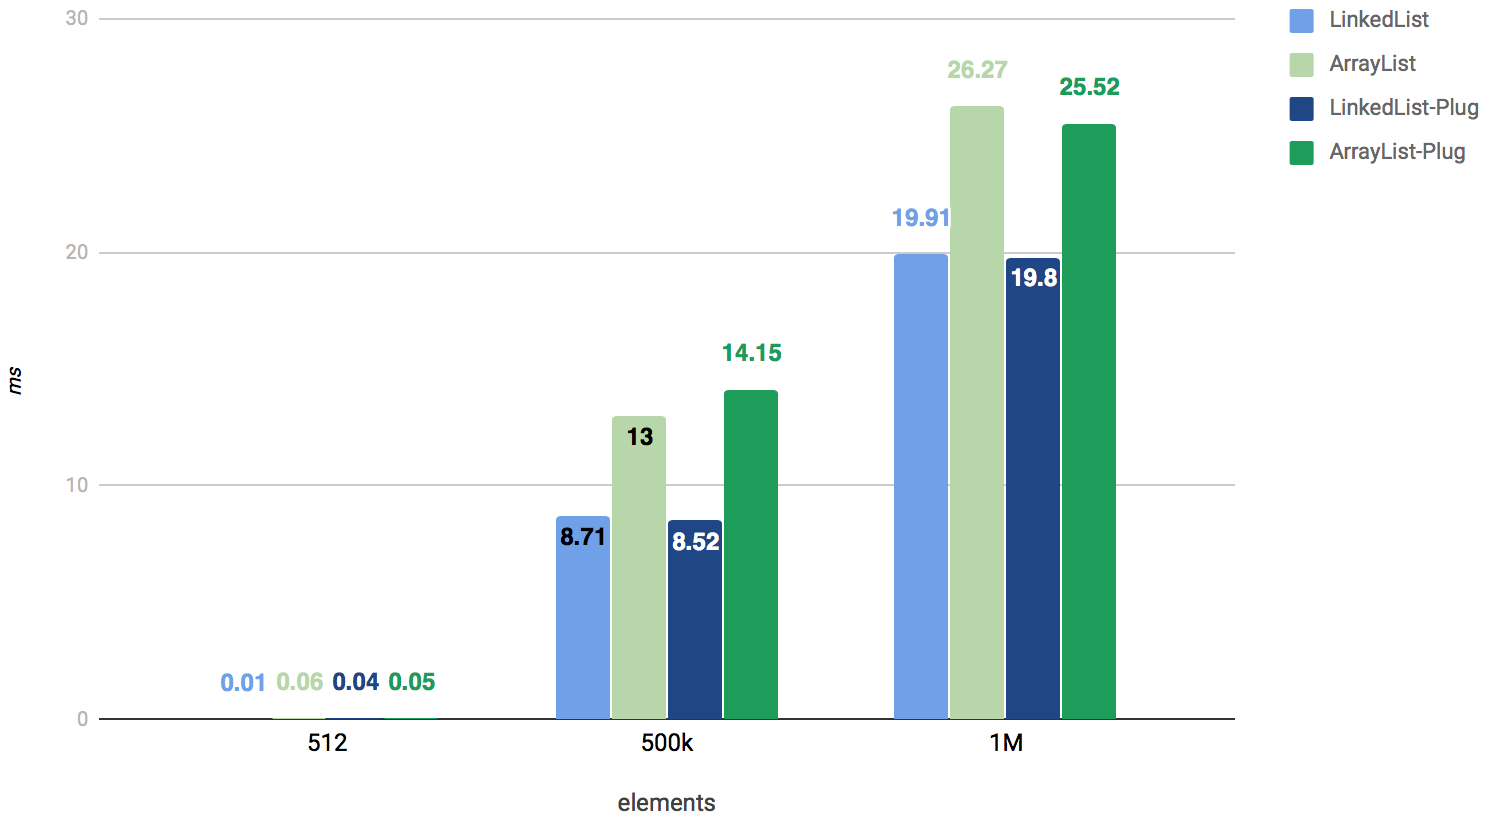 30
20
10
0
ms
0.01 0.06 0.04 0.05
8.71
13
8.52
14.15
19.91
26.27
19.8
25.52
512 500k 1M
elements
LinkedList
ArrayList
LinkedList-Plug
ArrayList-Plug